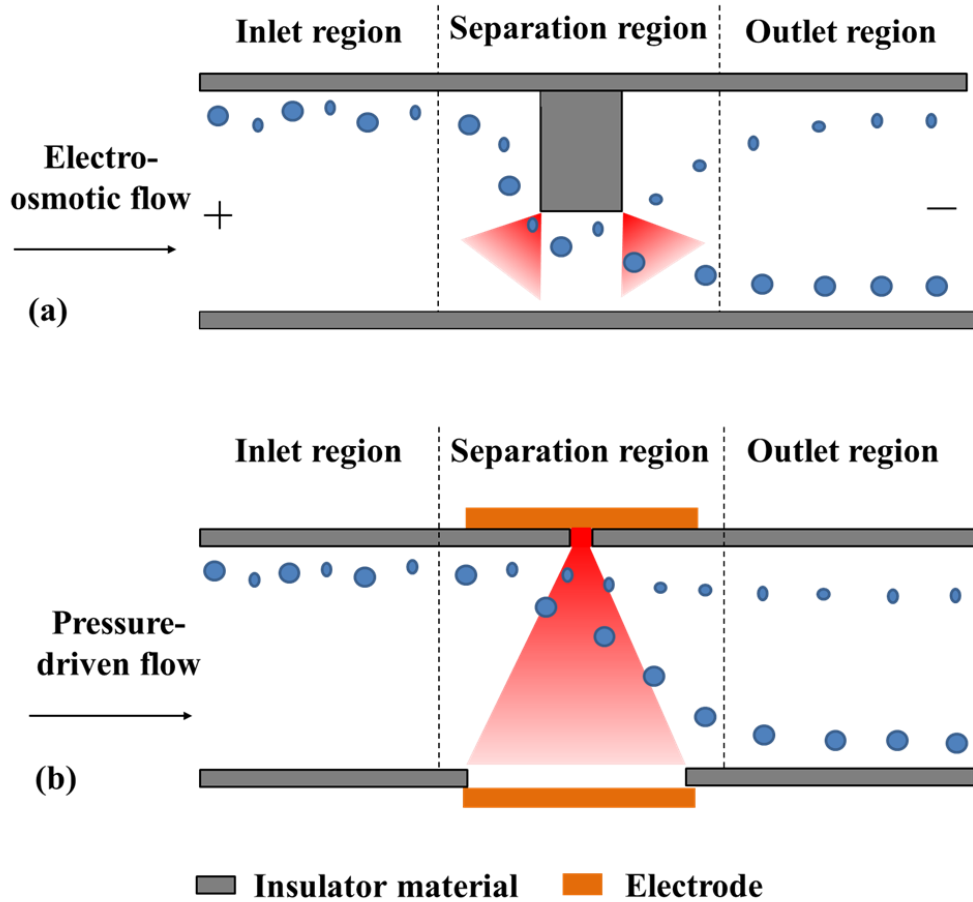 Inlet region Separation region Outlet region
Electro-
osmotic flow
+
—
(a)
Inlet region Separation region Outlet region
Pressure-
driven flow
(b)
Insulator material Electrode